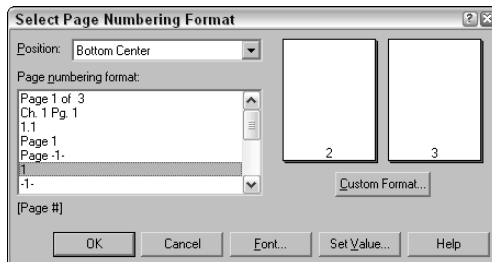 Select Page Numbering Format
Position: Bottom Center
Page numbering format:
Page 1 of 3
Ch. 1 Pg. 1
1.1
Page 1
Page -1-
1
-1-
[Page #]
2 3
Custom Format...
OK Cancel Font... Set Value... Help